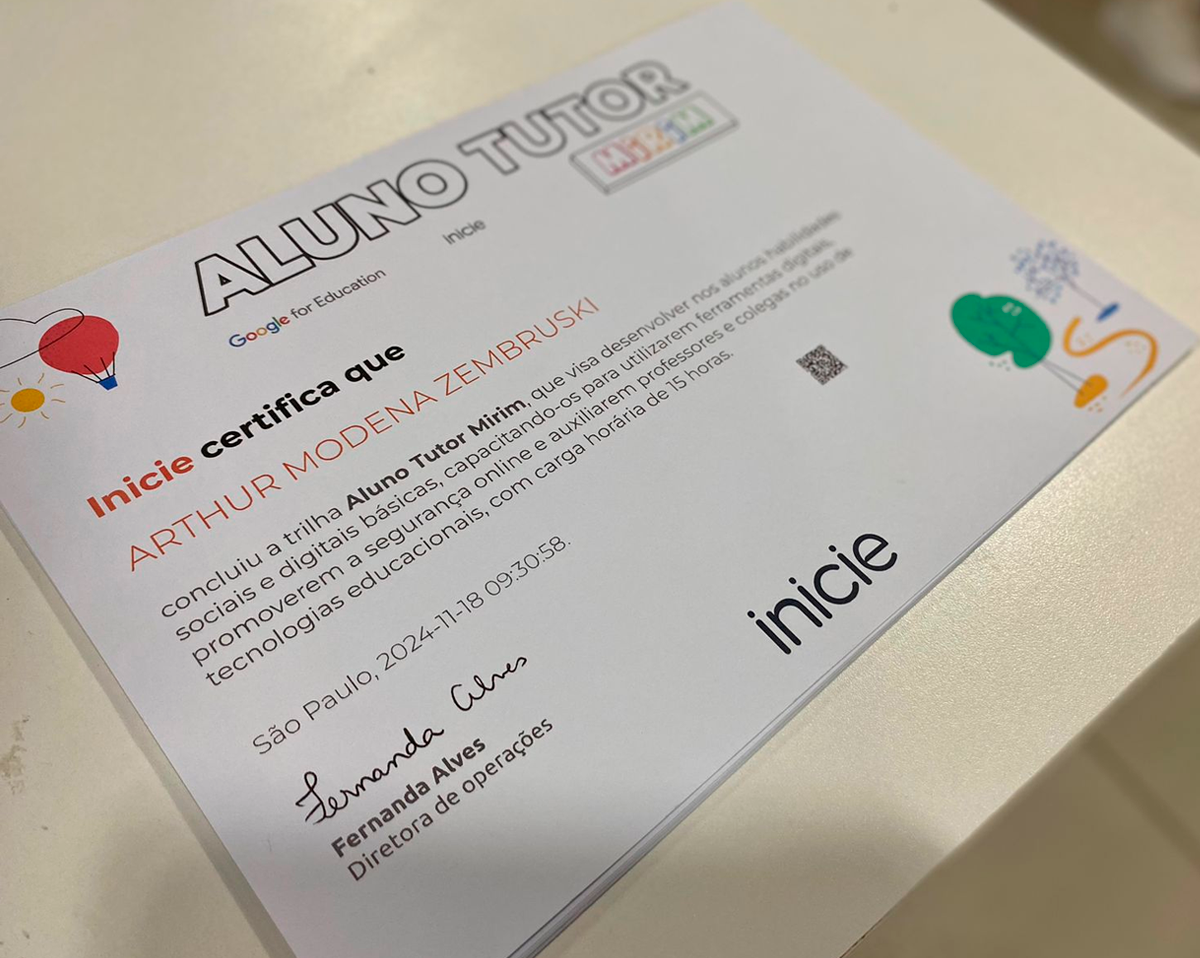 ALUNO TUTOR
MIRIM
Google for Education
inicie
Inicie certifica que
ARTHUR MODENA ZEMBRUSKI
concluiu a trilha Aluno Tutor Mirim, que visa desenvolver nos alunos habilidades
sociais e digitais básicas, capacitando-os para utilizarem ferramentas digitais,
promoverem a segurança online e auxiliarem professores e colegas no uso de
tecnologias educacionais, com carga horária de 15 horas.
São Paulo, 2024-11-18 09:30:58.
Fernanda Alves
Fernanda Alves
Diretora de operações
inicie